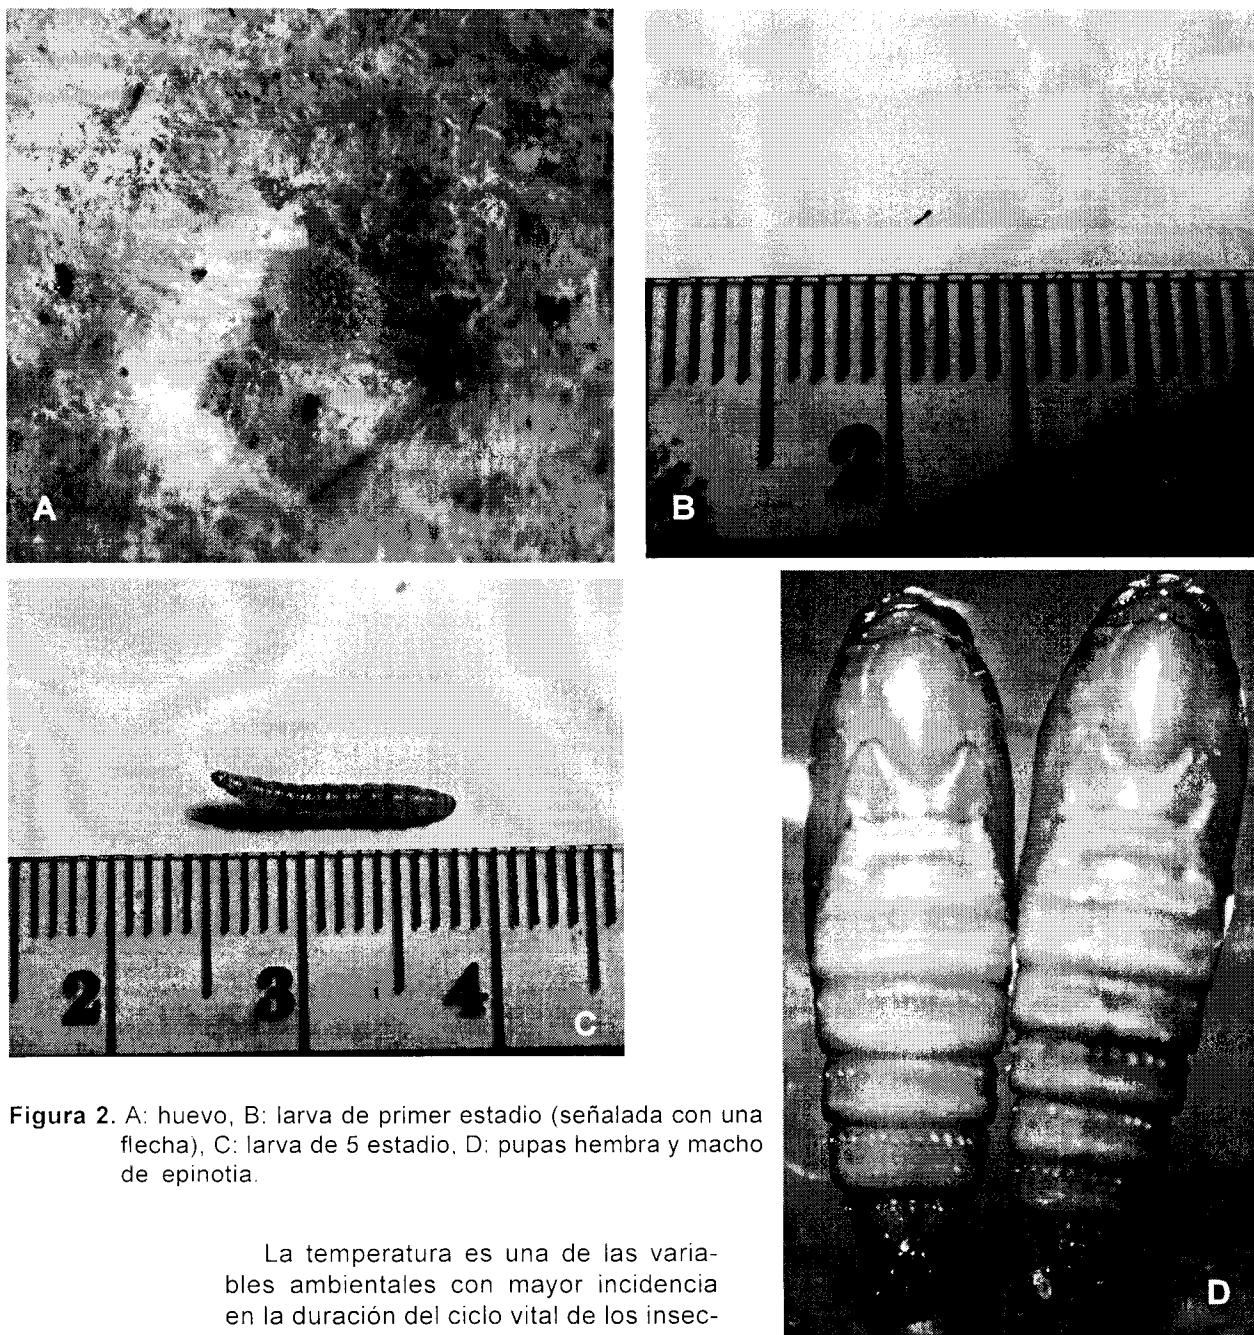 A
B
2
2
3
4
C
D
Figura 2. A: huevo, B: larva de primer estadio (señalada con una
flecha), C: larva de 5 estadio, D: pupas hembra y macho
de epinotia.
La temperatura es una de las varia-
bles ambientales con mayor incidencia
en la duración del ciclo vital de los insec-